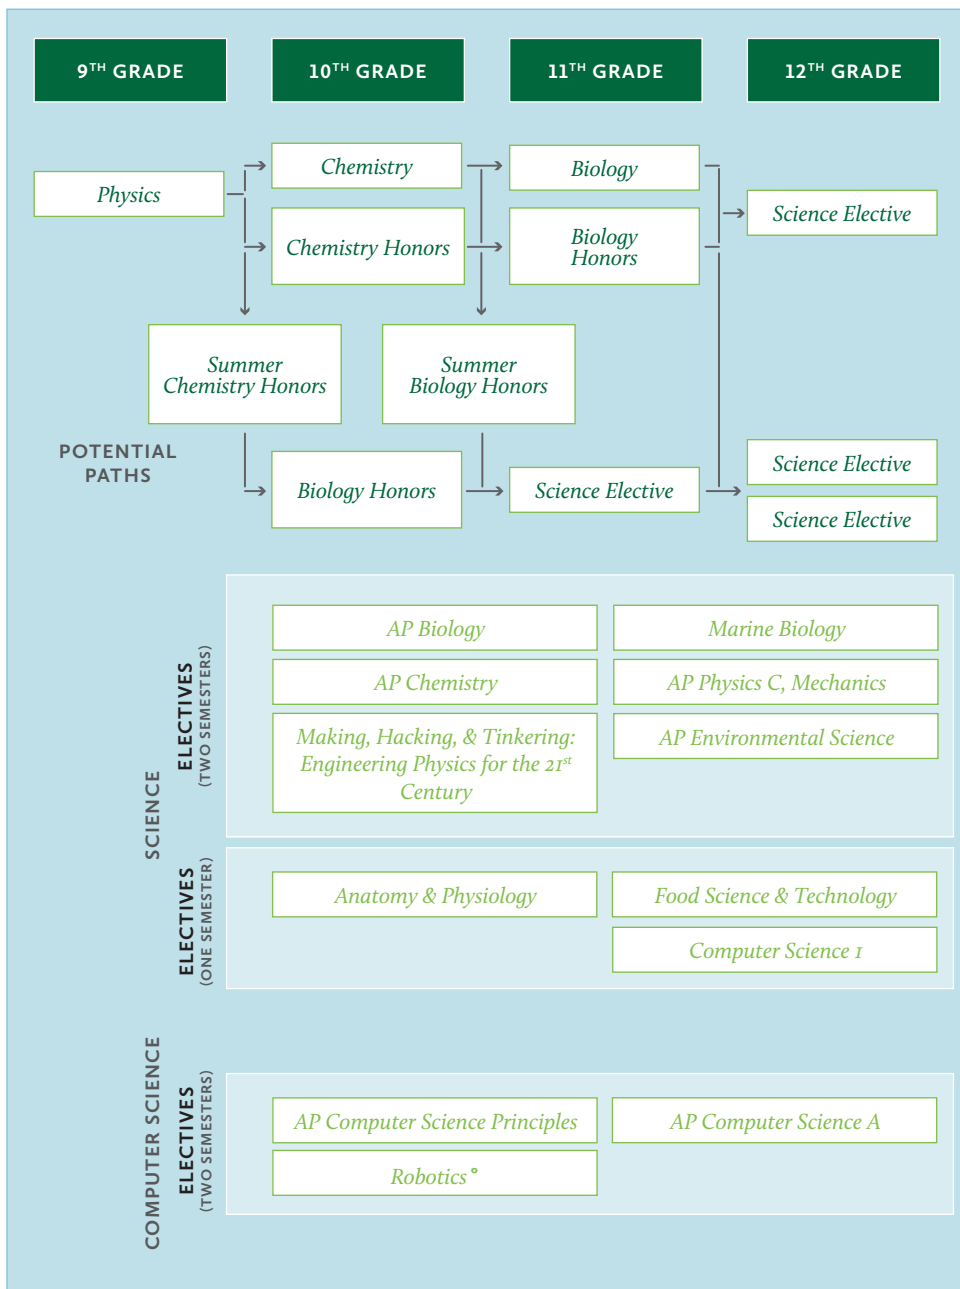 9TH GRADE
10TH GRADE
11TH GRADE
12TH GRADE
Physics
Chemistry
Biology
Science Elective
Chemistry Honors
Biology
Honors
Summer
Chemistry Honors
Summer
Biology Honors
POTENTIAL
PATHS
Biology Honors
Science Elective
Science Elective
Science Elective
SCIENCE
ELECTIVES
(TWO SEMESTERS)
AP Biology
Marine Biology
AP Chemistry
AP Physics C, Mechanics
Making, Hacking, & Tinkering:
Engineering Physics for the 21st
Century
AP Environmental Science
ELECTIVES
(ONE SEMESTER)
Anatomy & Physiology
Food Science & Technology
Computer Science 1
COMPUTER SCIENCE
ELECTIVES
(TWO SEMESTERS)
AP Computer Science Principles
AP Computer Science A
Robotics°